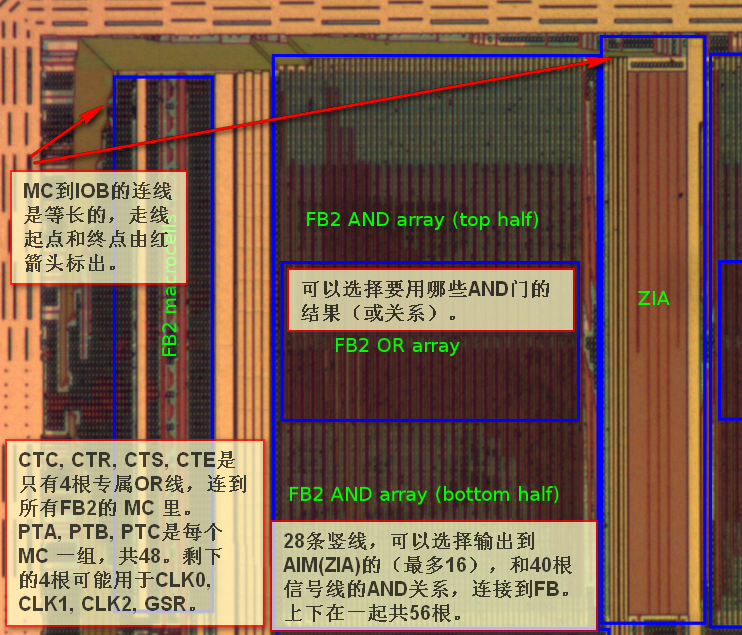 MC到IOB的连线
是等长的，走线
起点和终点由红
箭头标出。
FB2 macrocells
FB2 AND array (top half)
可以选择要用哪些AND门的
结果（或关系）。
FB2 OR array
ZIA
CTC, CTR, CTS, CTE是
只有4根专属OR线，连到
所有FB2的 MC 里。
PTA, PTB, PTC是每个
MC 一组，共48。剩下
的4根可能用于CLK0,
CLK1, CLK2, GSR。
FB2 AND array (bottom half)
28条竖线，可以选择输出到
AIM(ZIA)的（最多16），和40根
信号线的AND关系，连接到FB。
上下在一起共56根。